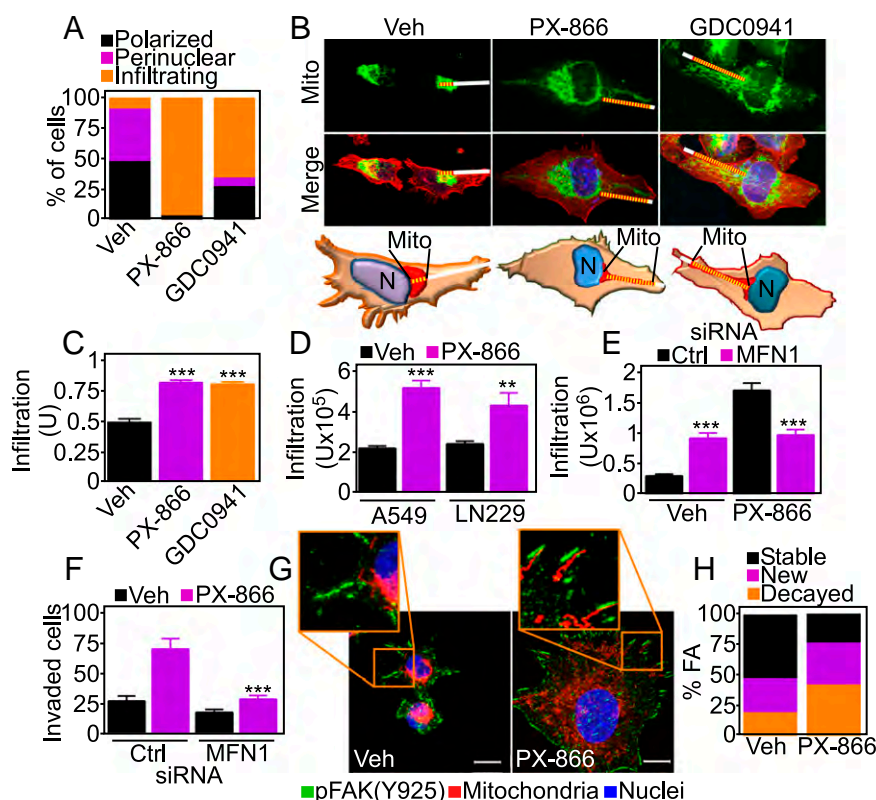 A
Polarized
Perinuclear
Infiltrating
% of cells
100
75
50
25
0
Veh
PX-866
GDC0941
B
Veh
PX-866
GDC0941
Mito
Merge
Mito
Mito
Mito
N
N
N
C
Infiltration
(U)
1
0.75
0.5
0.25
0
Veh
PX-866
GDC0941
***
***
D
Veh
PX-866
Infiltration
(Ux10⁵)
6
4
2
0
***
**
A549
LN229
E
siRNA
Ctrl
MFN1
Infiltration
(Ux10⁶)
2
1.5
1
0.5
0
***
***
Veh
PX-866
F
Veh
PX-866
Invaded cells
100
75
50
25
0
***
Ctrl
MFN1
siRNA
G
Veh
PX-866
pFAK(Y925)
Mitochondria
Nuclei
H
Stable
New
Decayed
% FA
100
75
50
25
0
Veh
PX-866